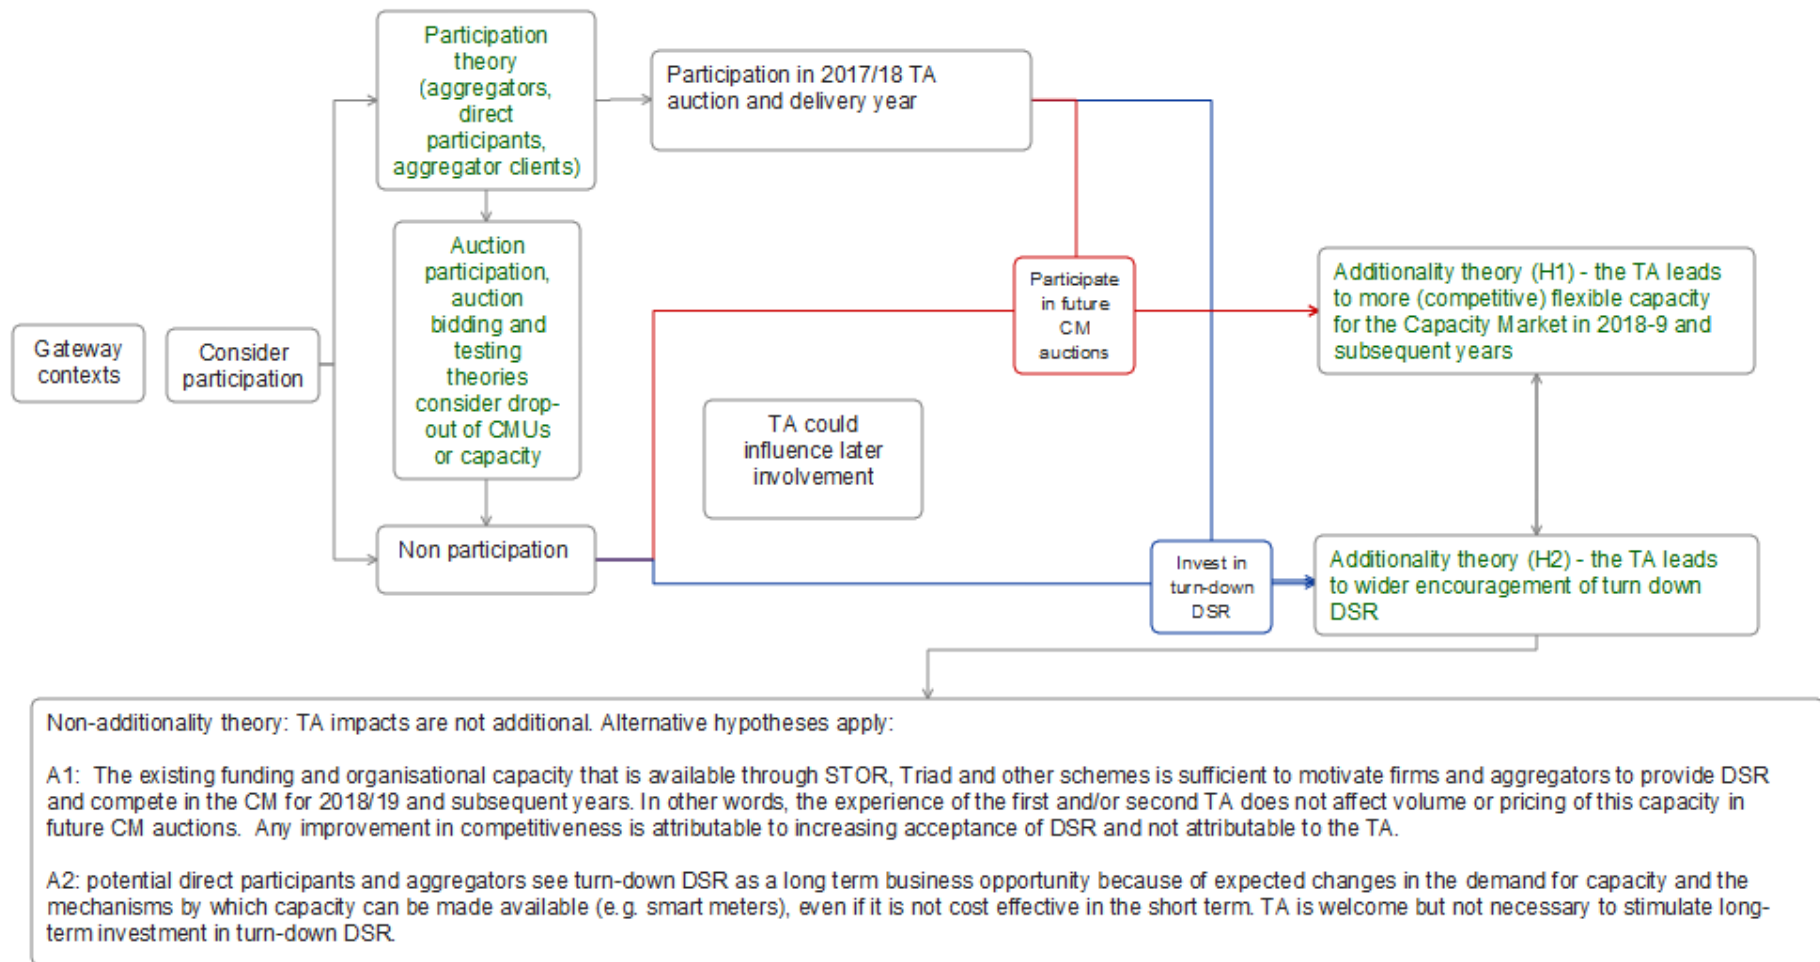 Participation
theory
(aggregators,
direct
participants,
aggregator clients)
Participation in 2017/18 TA
auction and delivery year
Auction
participation,
auction
bidding and
testing
theories
consider drop-
out of CMUs
or capacity
Gateway
contexts
Consider
participation
Participate
in future
CM
auctions
Additionality theory (H1) - the TA leads
to more (competitive) flexible capacity
for the Capacity Market in 2018-9 and
subsequent years
TA could
influence later
involvement
Non participation
Invest in
turn-down
DSR
Additionality theory (H2) - the TA leads
to wider encouragement of turn down
DSR
Non-additionality theory: TA impacts are not additional. Alternative hypotheses apply:
A1:  The existing funding and organisational capacity that is available through STOR, Triad and other schemes is sufficient to motivate firms and aggregators to provide DSR
and compete in the CM for 2018/19 and subsequent years. In other words, the experience of the first and/or second TA does not affect volume or pricing of this capacity in
future CM auctions.  Any improvement in competitiveness is attributable to increasing acceptance of DSR and not attributable to the TA.
A2: potential direct participants and aggregators see turn-down DSR as a long term business opportunity because of expected changes in the demand for capacity and the
mechanisms by which capacity can be made available (e.g. smart meters), even if it is not cost effective in the short term. TA is welcome but not necessary to stimulate long-
term investment in turn-down DSR.